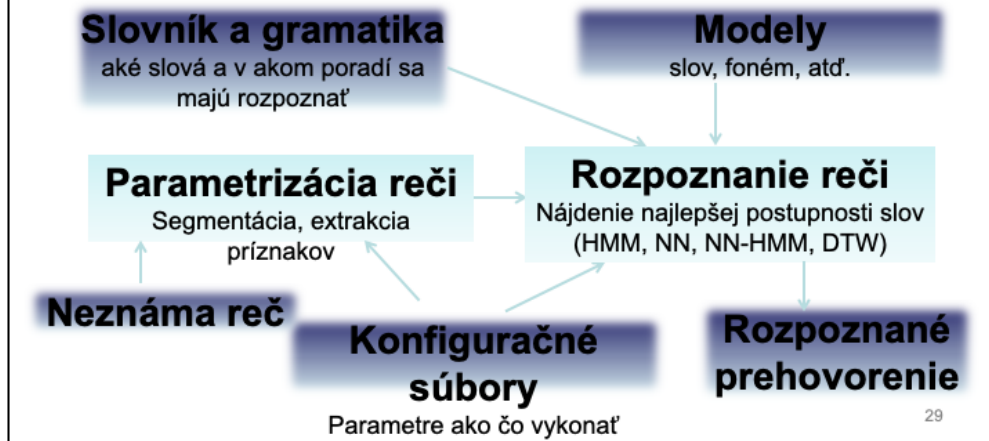 Slovník a gramatika
aké slová a v akom poradí sa
majú rozpoznať
Modely
slov, foném, atď.
Parametrizácia reči
Segmentácia, extrakcia
príznakov
Rozpoznanie reči
Nájdenie najlepšej postupnosti slov
(HMM, NN, NN-HMM, DTW)
Neznáma reč
Konfiguračné
súbory
Parametre ako čo vykonať
Rozpoznané
prehovorenie
29